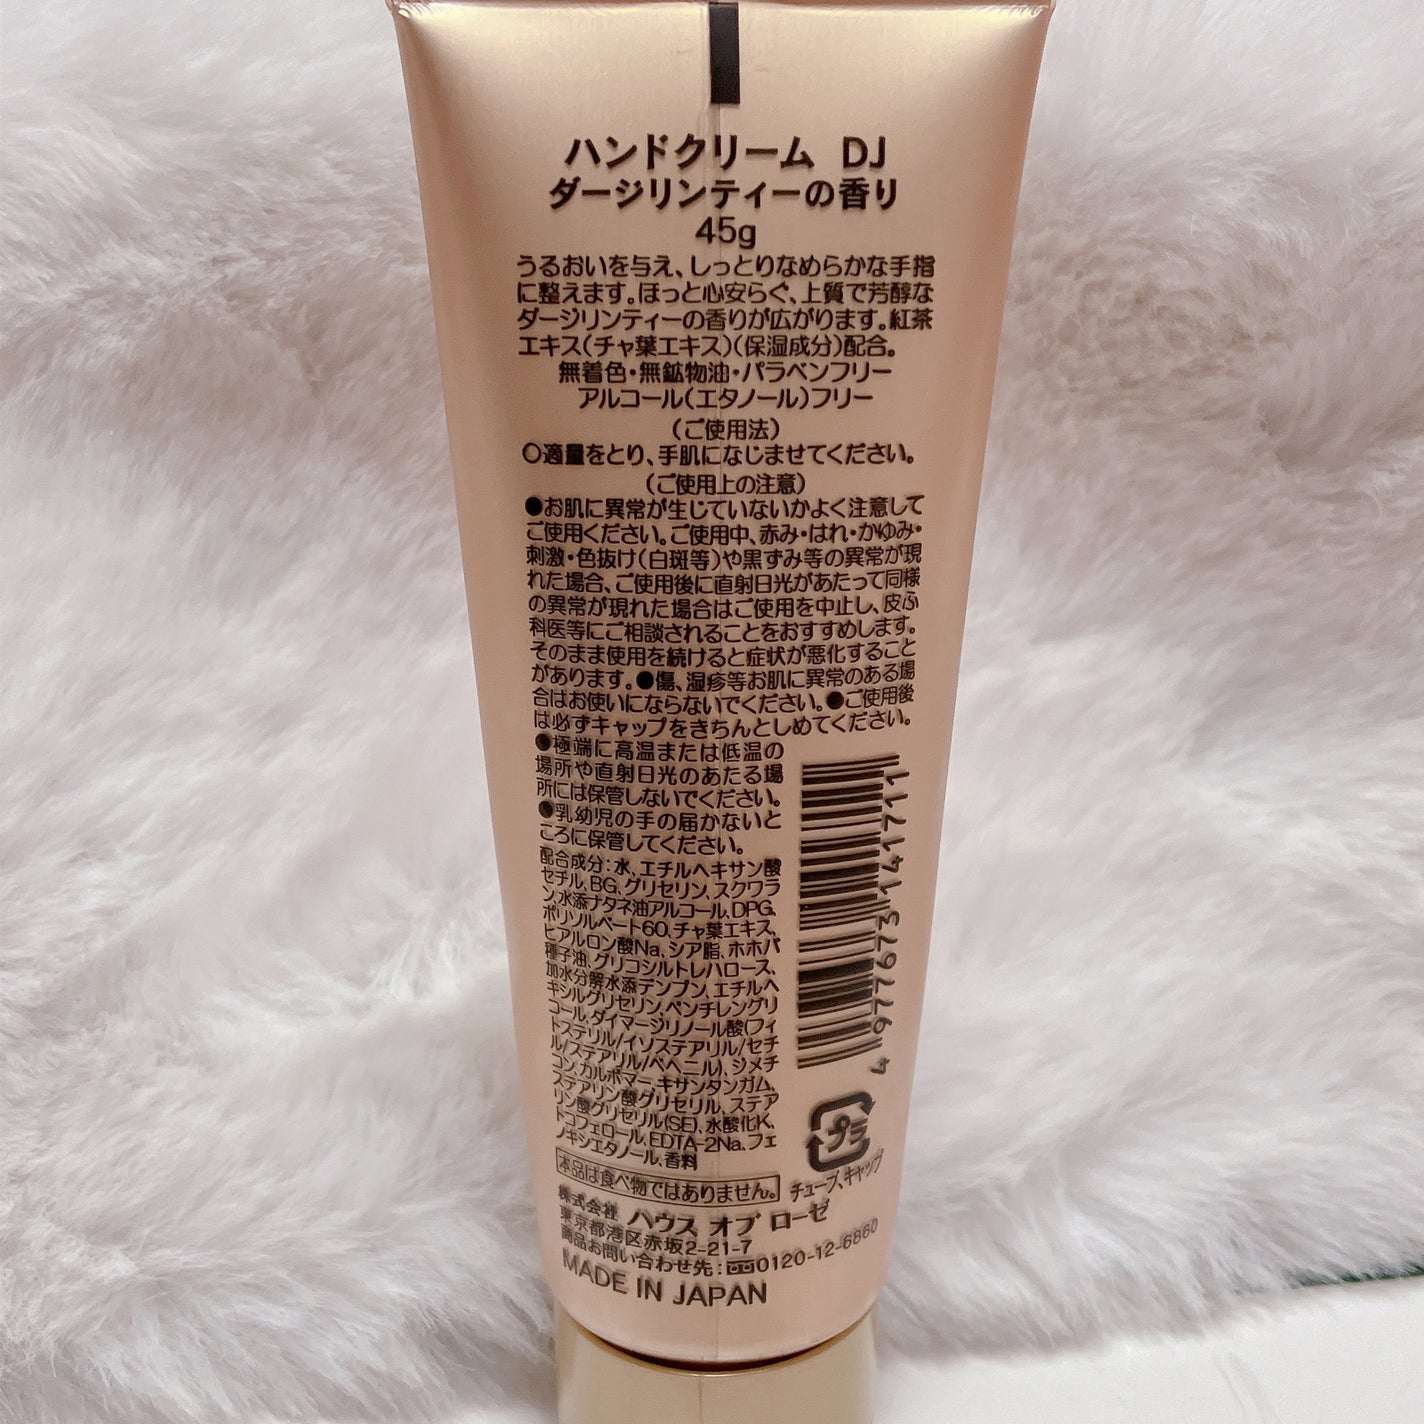 ハンドクリーム DJ
ダージリンティーの香り
45g
うるおいを与え、しっとりなめらかな手指
に整えます。ほっと心安らぐ、上質で芳醇な
ダージリンティーの香りが広がります。紅茶
エキス(チャ葉エキス)(保湿成分)配合。
無着色・無鉱物油・パラベンフリー
アルコール(エタノール)フリー
(ご使用法)
○適量をとり、手肌になじませてください。
(ご使用上の注意)
●お肌に異常が生じていないかよく注意して
ご使用ください。ご使用中、赤み・はれ・かゆみ・
刺激・色抜け(白斑等)や黒ずみ等の異常が現
れた場合、ご使用後に直射日光があたって同様
の異常が現れた場合はご使用を中止し、皮ふ
科医等にご相談されることをおすすめします。
そのまま使用を続けると症状が悪化すること
があります。●傷、湿疹等お肌に異常のある場
合はお使いにならないでください。●ご使用後
は必ずキャップをきちんとしめてください。
●極端に高温または低温の
場所や直射日光のあたる場
所には保管しないでください。
●乳幼児の手の届かないと
ころに保管してください。
配合成分:水、エチルヘキサン酸
セチル、BG、グリセリン、スクワラ
ン、水添ナタネ油アルコール、DPG、
ポリソルベート60、チャ葉エキス、
ヒアルロン酸Na、シア脂、ホホバ
種子油、グリコシルトレハロース、
加水分解水添デンプン、エチルヘ
キシルグリセリン、ペンチレングリ
コール、ダイマージリノール酸(フィ
トステリル/イソステアリル/セチ
ル/ステアリル/ベヘニル)、ジメチ
コン、カルボマー、キサンタンガム、
ステアリン酸グリセリル、ステア
リン酸グリセリル(SE)、水酸化K、
トコフェロール、EDTA-2Na、フェ
ノキシエタノール、香料
本品は食べ物ではありません。
4 976793 141711
プラ
チューブ、キャップ
株式会社 ハウス オブ ローゼ
東京都港区赤坂2-21-7
商品お問い合わせ先:0120-12-6860
MADE IN JAPAN